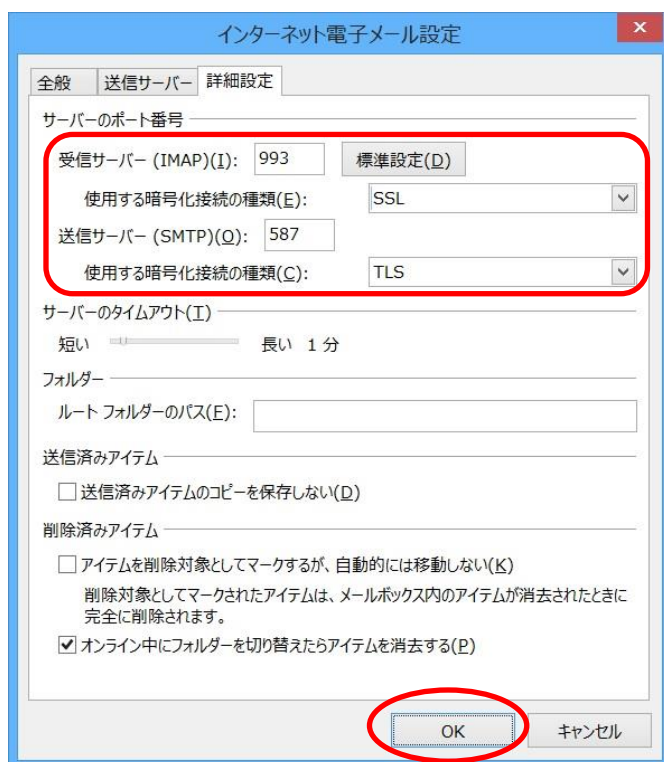 インターネット電子メール設定
×
全般 送信サーバー 詳細設定
サーバーのポート番号
受信サーバー (IMAP)(I): 993 標準設定(D)
使用する暗号化接続の種類(E): SSL
送信サーバー (SMTP)(O): 587
使用する暗号化接続の種類(C): TLS
サーバーのタイムアウト(T)
短い 長い 1 分
フォルダー
ルート フォルダーのパス(F):
送信済みアイテム
送信済みアイテムのコピーを保存しない(D)
削除済みアイテム
アイテムを削除対象としてマークするが、自動的には移動しない(K)
削除対象としてマークされたアイテムは、メールボックス内のアイテムが消去されたときに
完全に削除されます。
オンライン中にフォルダーを切り替えたらアイテムを消去する(P)
OK キャンセル